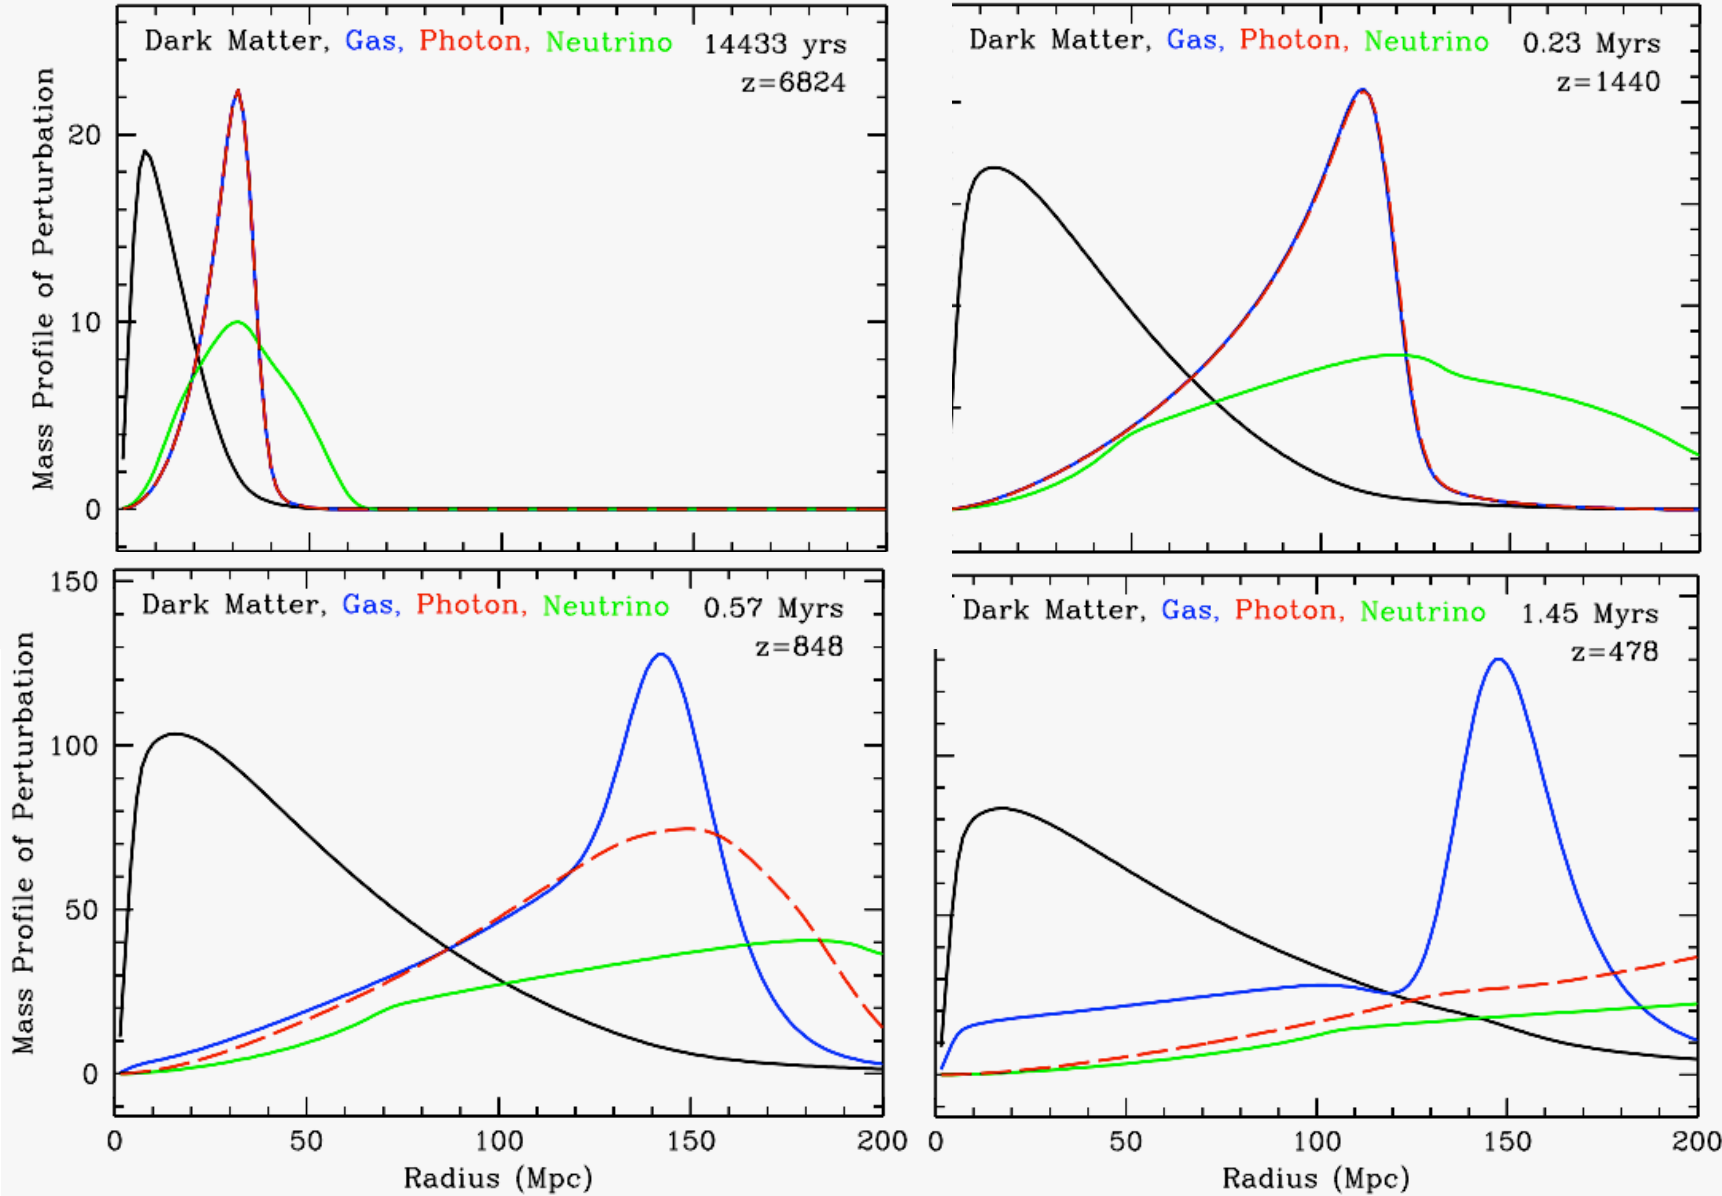 Dark Matter, Gas, Photon, Neutrino 14433 yrs
z=6824
Mass Profile of Perturbation
20
10
0
Dark Matter, Gas, Photon, Neutrino 0.23 Myrs
z=1440
Dark Matter, Gas, Photon, Neutrino 0.57 Myrs
z=848
Mass Profile of Perturbation
150
100
50
0
0 50 100 150 200
Radius (Mpc)
Dark Matter, Gas, Photon, Neutrino 1.45 Myrs
z=478
0 50 100 150 200
Radius (Mpc)